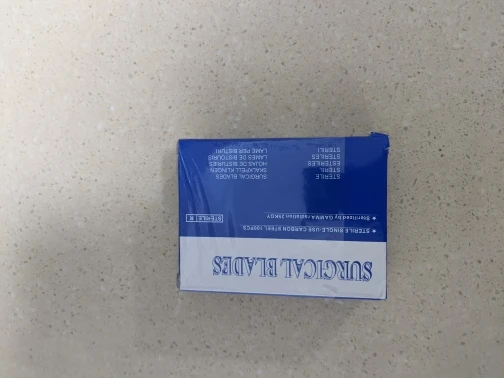 SURGICAL BLADES
★ STERILE SINGLE-USE CARBON STEEL 100PCS
★ Sterilized by GAMMA radiation 25KGY
STERILE R
STERILE SURGICAL BLADES
STERIL SKALPELL KLINGEN
ESTERILES HOJAS DE BISTURIES
STERILES LAMES DE BISTOURIS
STERILI LAME PER BISTURI